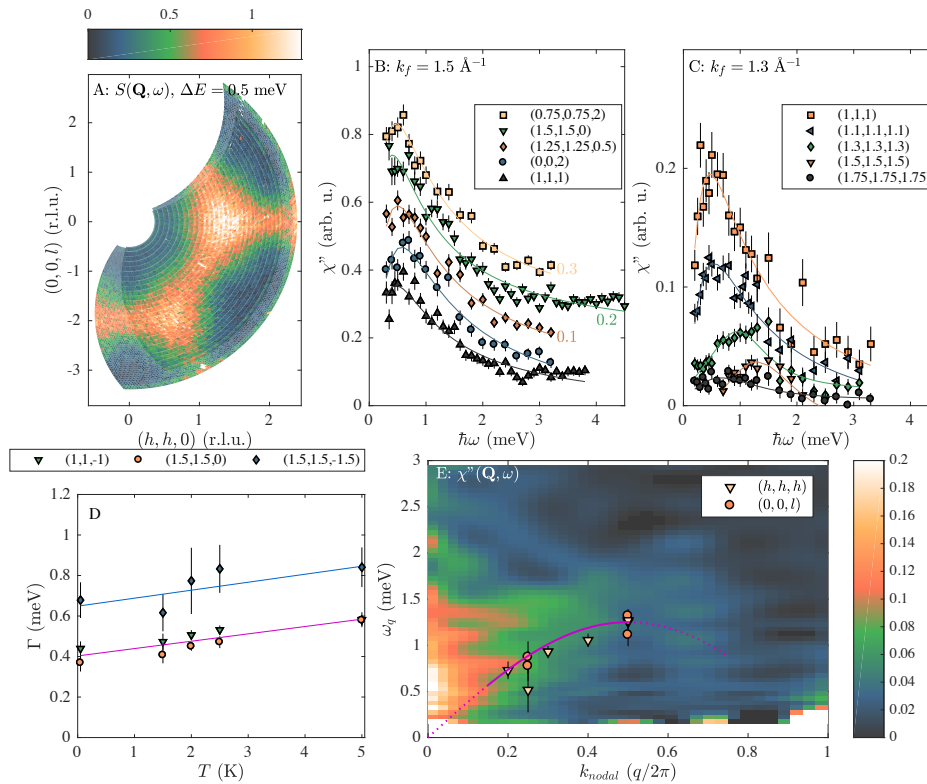 0 0.5 1
A: S(Q,ω), ΔE = 0.5 meV
2
1
0
-1
-2
-3
(0,0,l) (r.l.u.)
0 1 2
(h,h,0) (r.l.u.)
B: k_f = 1.5 Å⁻¹
(0.75,0.75,2)
(1.5,1.5,0)
(1.25,1.25,0.5)
(0,0,2)
(1,1,1)
1
0.8
0.6
0.4
0.2
0
χ" (arb. u.)
0.3
0.2
0.1
0 1 2 3 4
ħω (meV)
C: k_f = 1.3 Å⁻¹
(1,1,1)
(1.1,1.1,1.1)
(1.3,1.3,1.3)
(1.5,1.5,1.5)
(1.75,1.75,1.75)
0.2
0.1
0
χ" (arb. u.)
0 1 2 3 4
ħω (meV)
(1,1,-1) (1.5,1.5,0) (1.5,1.5,-1.5)
D
1.2
1
0.8
0.6
0.4
0.2
0
Γ (meV)
0 1 2 3 4 5
T (K)
E: χ"(Q,ω)
(h,h,h)
(0,0,l)
3
2.5
2
1.5
1
0.5
0
ω_q (meV)
0 0.2 0.4 0.6 0.8 1
k_nodal (q/2π)
0.2
0.18
0.16
0.14
0.12
0.1
0.08
0.06
0.04
0.02
0